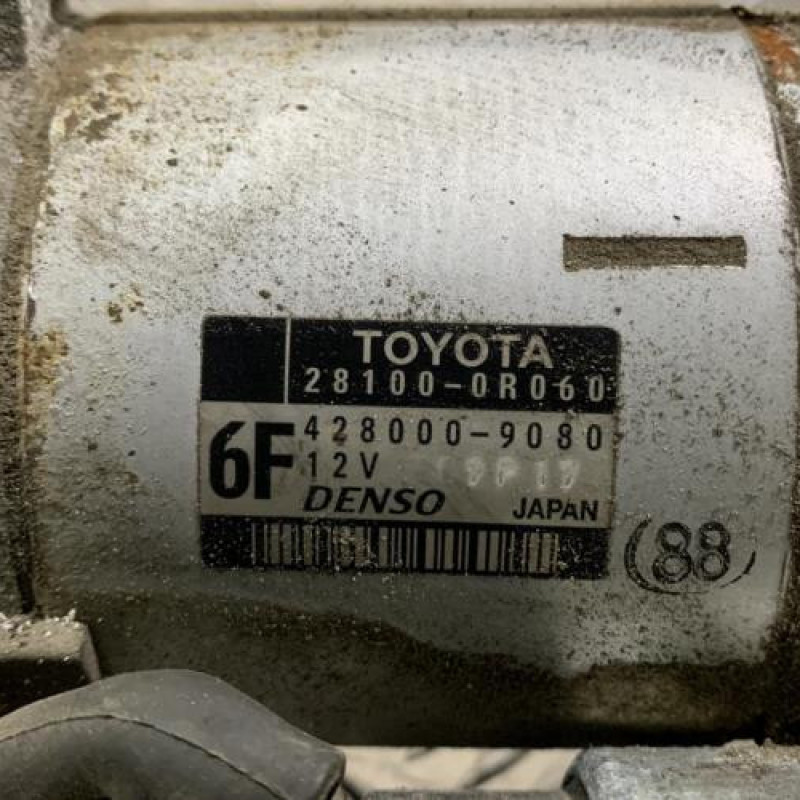 TOYOTA
28100-0R060
6F
428000-9080
12V
DENSO
JAPAN
(88)